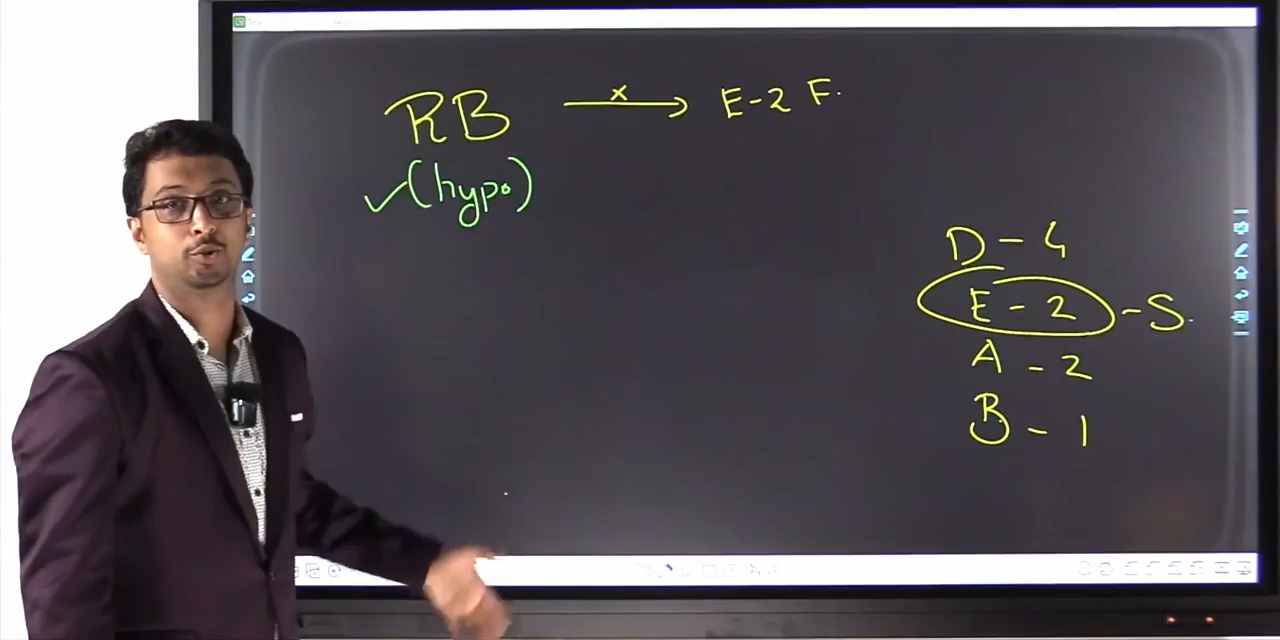 RB x→ E-2 F.
✓(hypo)
D - 4
E - 2 - S.
A - 2
B - 1